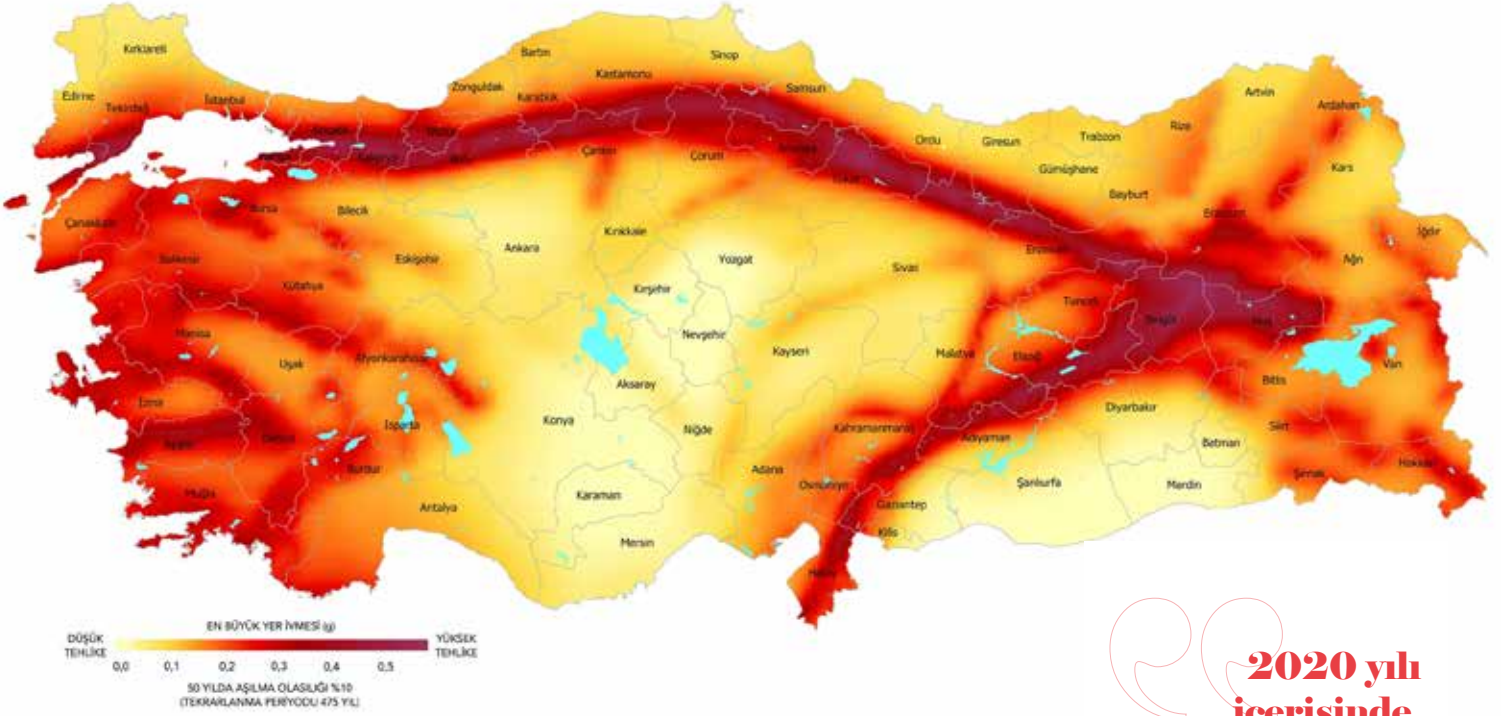 Kırklareli
Edirne
Tekirdağ
İstanbul
Bartın
Kastamonu
Sinop
Zonguldak
Karabük
Samsun
Artvin
Ardahan
Rize
Ordu
Giresun
Trabzon
Gümüşhane
Bayburt
Kars
Çankırı
Çorum
Erzurum
Iğdır
Ağrı
Çanakkale
Bursa
Bilecik
Balıkesir
Eskişehir
Ankara
Kırıkkale
Yozgat
Sivas
Erzincan
Kütahya
Kırşehir
Tunceli
Bingöl
Muş
Manisa
Uşak
Afyonkarahisar
Nevşehir
Kayseri
Malatya
Elazığ
Van
Bitlis
Aksaray
İzmir
Aydın
Denizli
Isparta
Konya
Niğde
Kahramanmaraş
Adıyaman
Diyarbakır
Batman
Siirt
Burdur
Muğla
Antalya
Karaman
Mersin
Adana
Osmaniye
Gaziantep
Kilis
Şanlıurfa
Mardin
Şırnak
Hakkari
Hatay
EN BÜYÜK YER İVMESİ (g)
DÜŞÜK
TEHLİKE
YÜKSEK
TEHLİKE
0,0 0,1 0,2 0,3 0,4 0,5
50 YILDA AŞILMA OLASILIĞI %10
(TEKRARLANMA PERİYODU 475 YIL)
2020 yılı
içerisinde